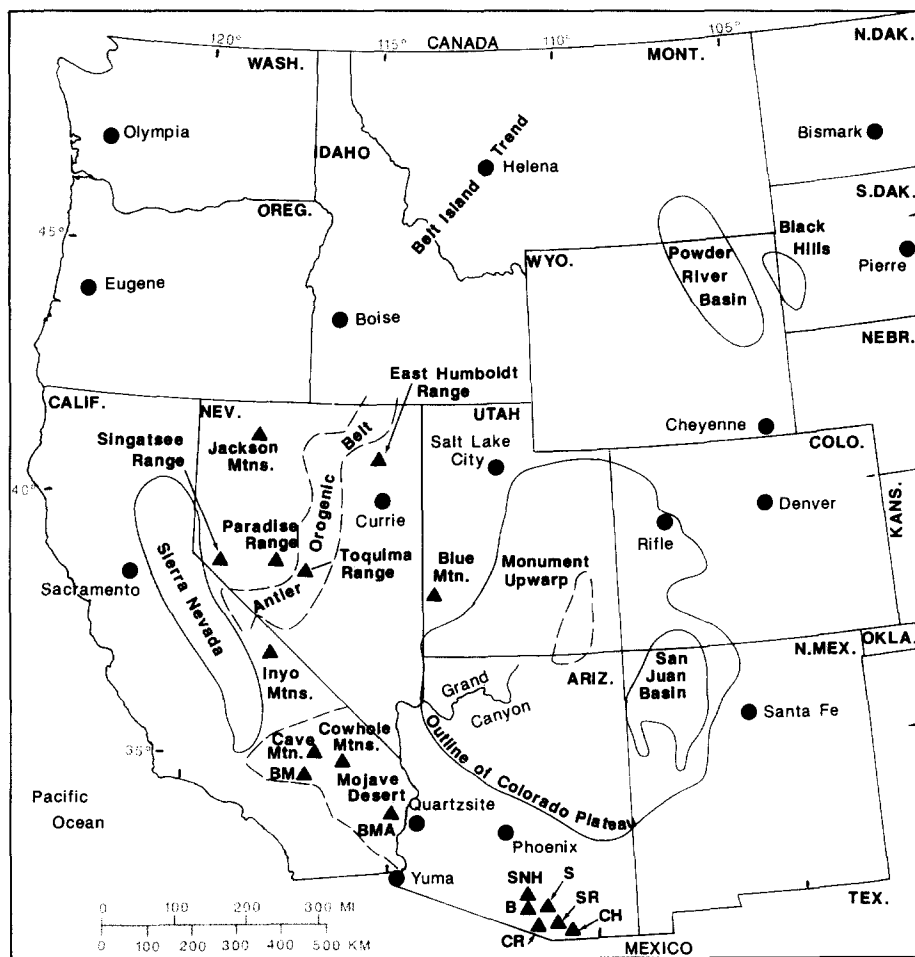 120°
115°
CANADA
110°
105°
N.DAK.
WASH.
MONT.
Olympia
Bismark
IDAHO
Belt Island Trend
Helena
S.DAK.
OREG.
45°
Black
Hills
Powder
River
Basin
WYO.
Pierre
Eugene
Boise
NEBR.
East Humboldt
Range
CALIF.
NEV.
UTAH
Cheyenne
COLO.
Singatsee
Range
Jackson
Mtns.
Antler Orogenic Belt
Salt Lake
City
40°
Currie
Denver
KANS.
Paradise
Range
Toquima
Range
Rifle
Blue
Mtn.
Monument
Upwarp
Sacramento
Sierra Nevada
OKLA.
N.MEX.
San
Juan
Basin
Inyo
Mtns.
ARIZ.
Grand
Canyon
Santa Fe
Outline of Colorado Plateau
35°
Cave
Mtn.
Cowhole
Mtns.
BM
Mojave
Desert
Pacific
Ocean
Quartzsite
BMA
Phoenix
Yuma
SNH
S
B
SR
CH
CR
TEX.
MEXICO
0 100 200 300 MI
0 100 200 300 400 500 KM